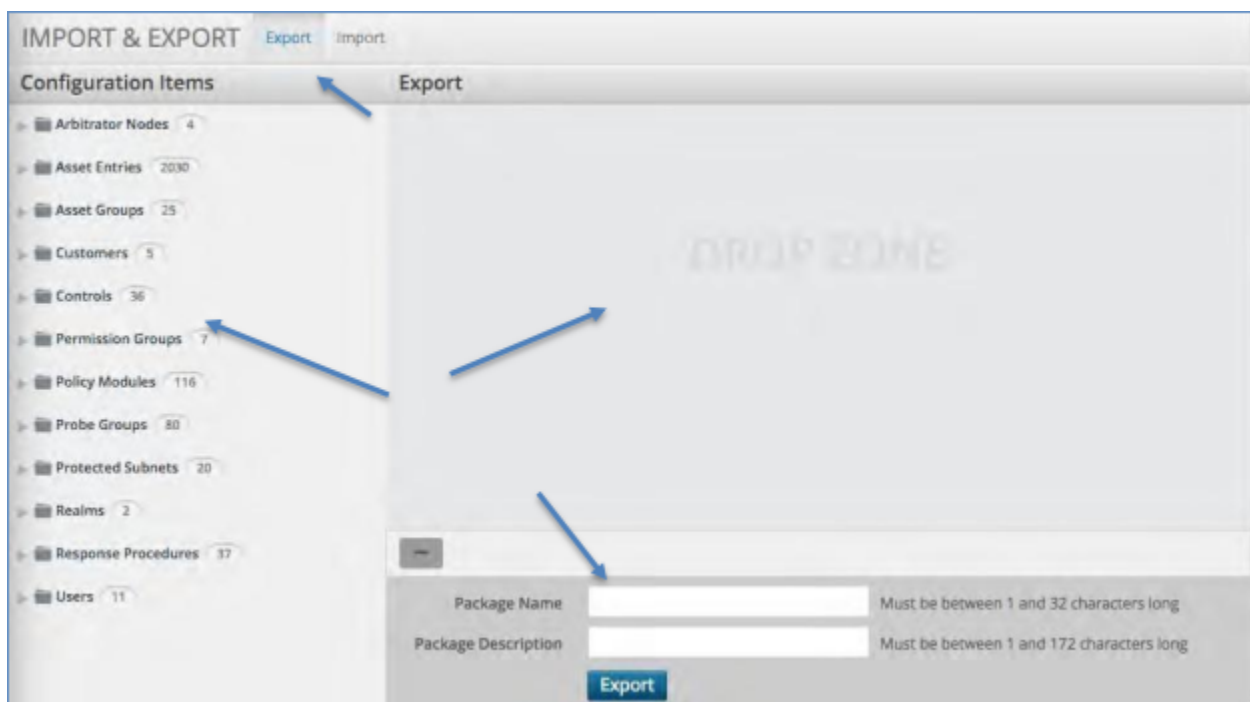 IMPORT & EXPORT Export Import
Configuration Items
Export
Arbitrator Nodes 4
Asset Entries 2030
Asset Groups 25
Customers 5
Controls 36
Permission Groups 7
Policy Modules 116
Probe Groups 80
Protected Subnets 20
Realms 2
Response Procedures 37
Users 11
DROP ZONE
Package Name Must be between 1 and 32 characters long
Package Description Must be between 1 and 172 characters long
Export